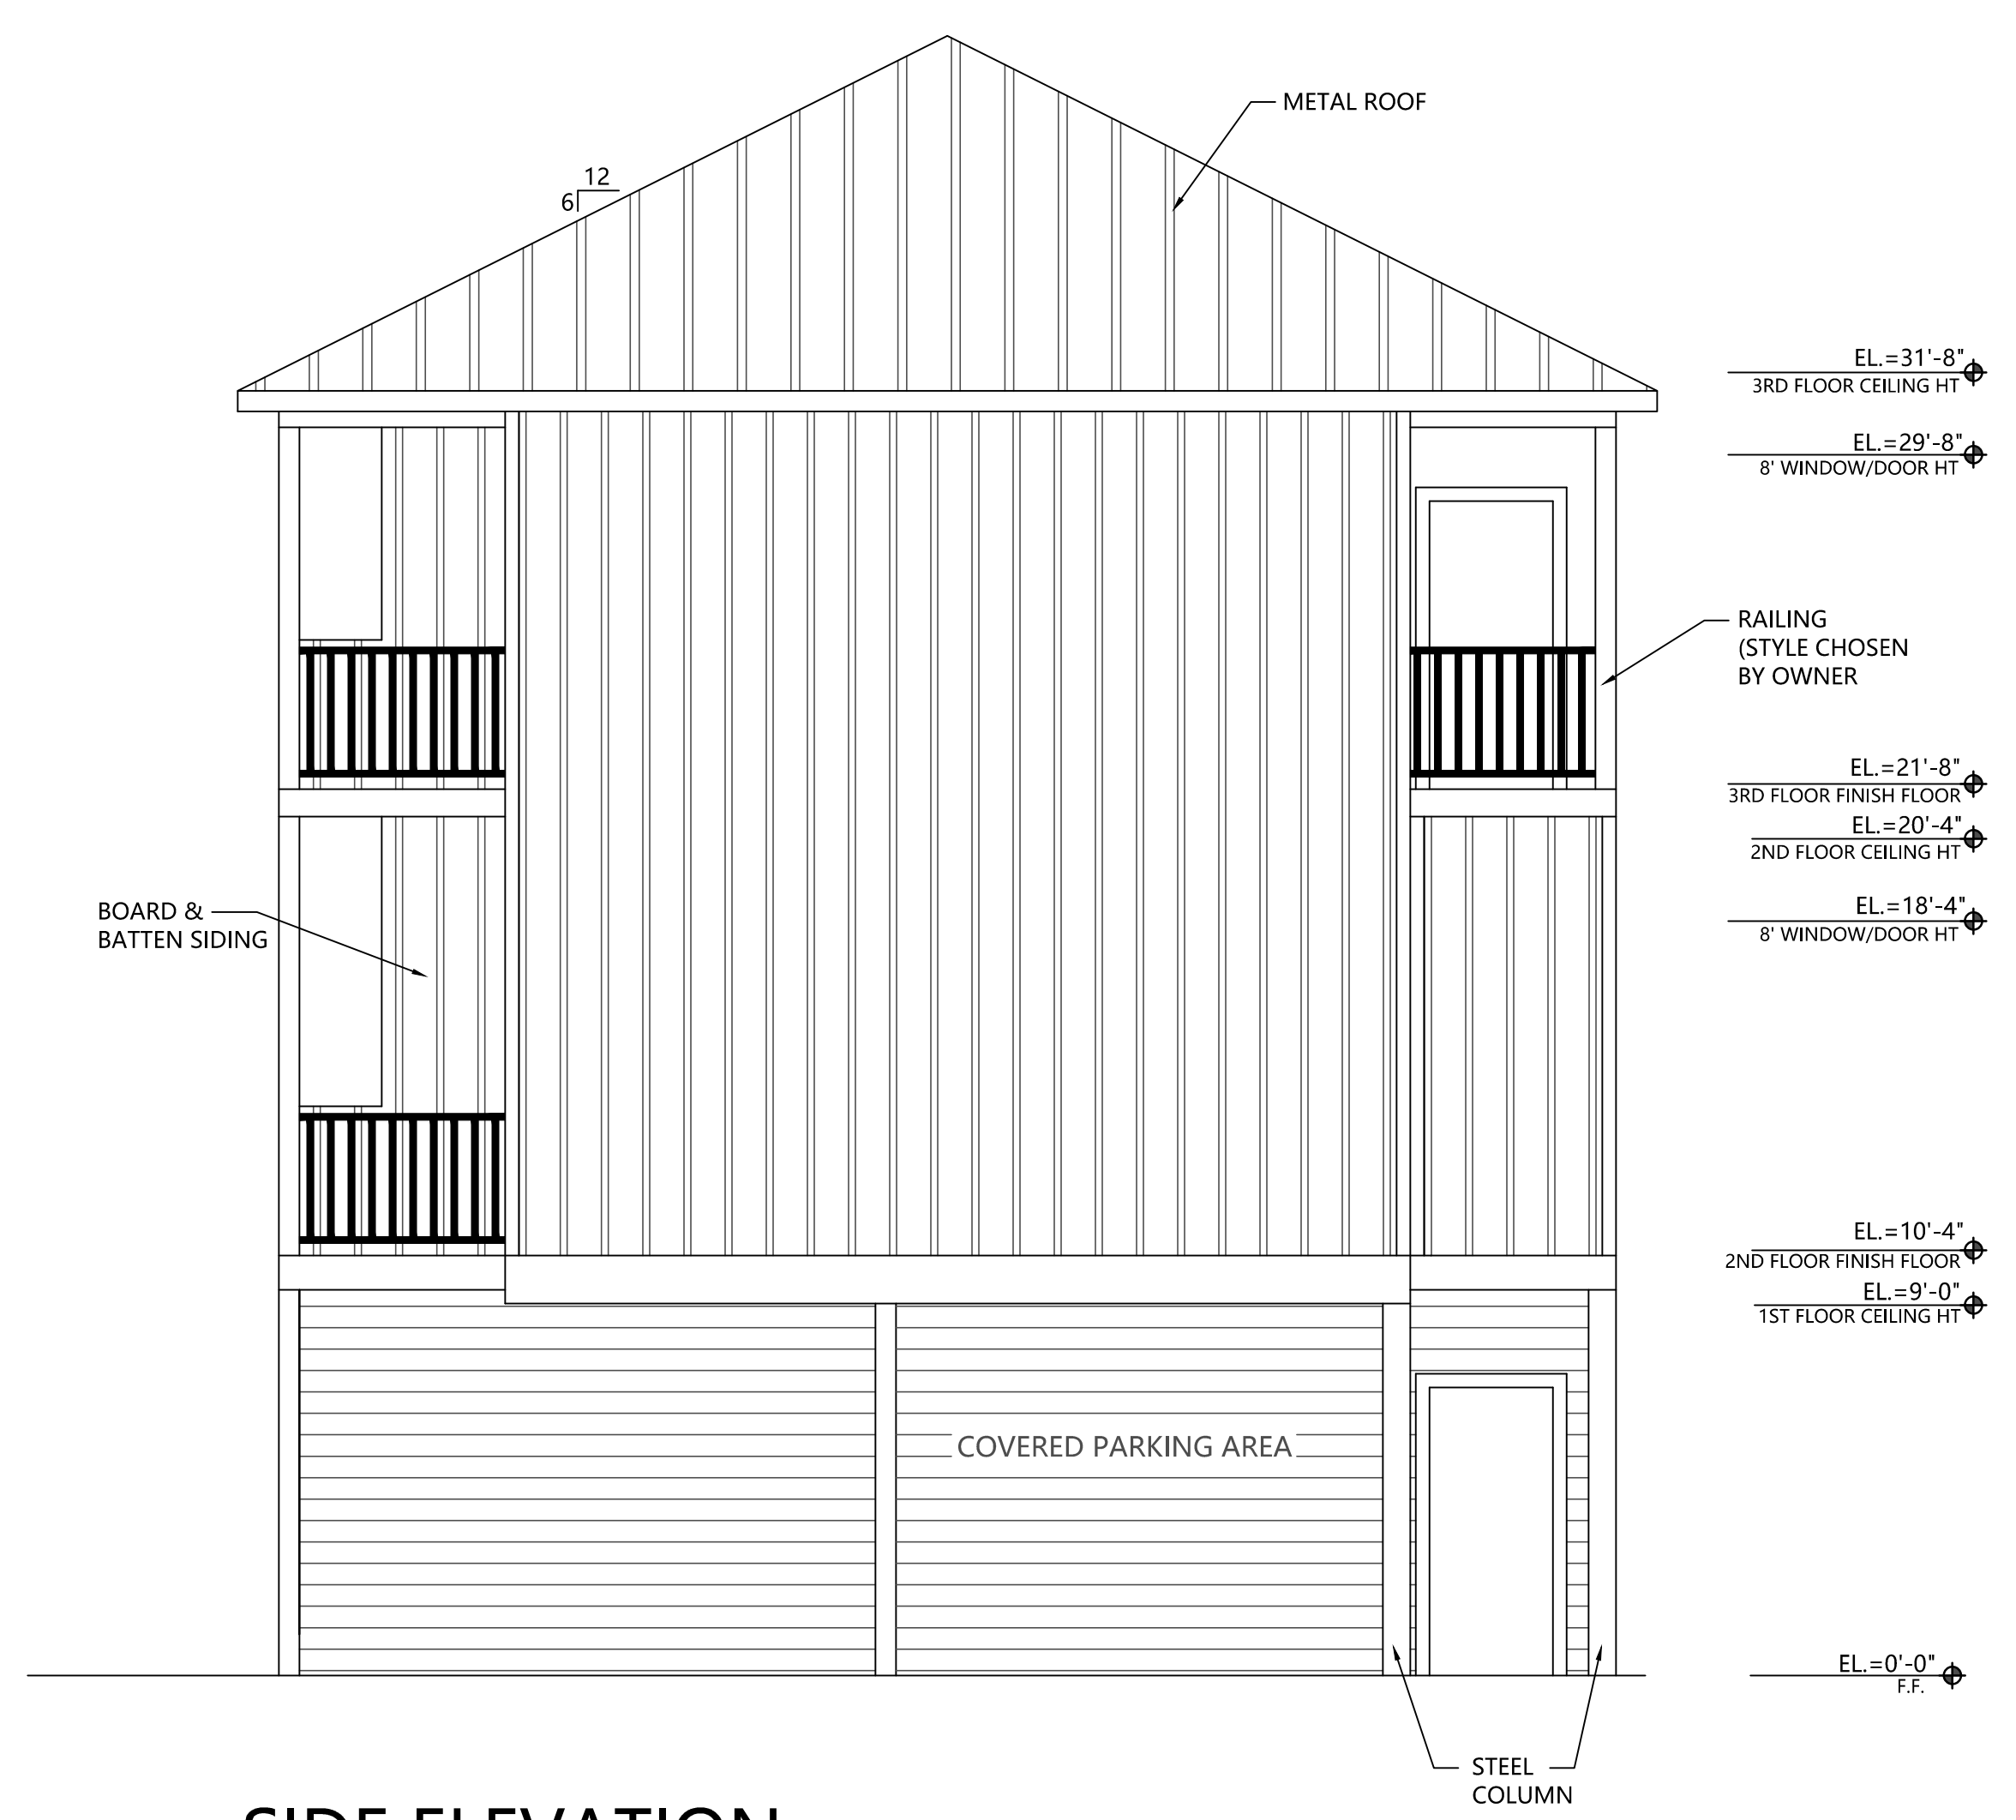 METAL ROOF
12
6
EL.=31'-8"
3RD FLOOR CEILING HT
EL.=29'-8"
8' WINDOW/DOOR HT
RAILING
(STYLE CHOSEN
BY OWNER
EL.=21'-8"
3RD FLOOR FINISH FLOOR
EL.=20'-4"
2ND FLOOR CEILING HT
EL.=18'-4"
8' WINDOW/DOOR HT
BOARD &
BATTEN SIDING
EL.=10'-4"
2ND FLOOR FINISH FLOOR
EL.=9'-0"
1ST FLOOR CEILING HT
COVERED PARKING AREA
EL.=0'-0"
F.F.
STEEL
COLUMN
SIDE ELEVATION